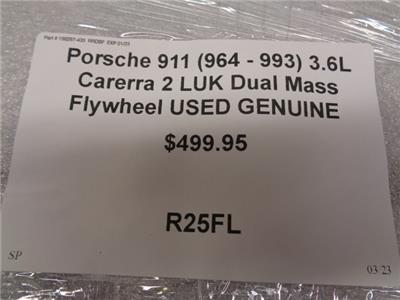 Porsche 911 (964 - 993) 3.6L
Carerra 2 LUK Dual Mass
Flywheel USED GENUINE
$499.95
R25FL
SP
03 23